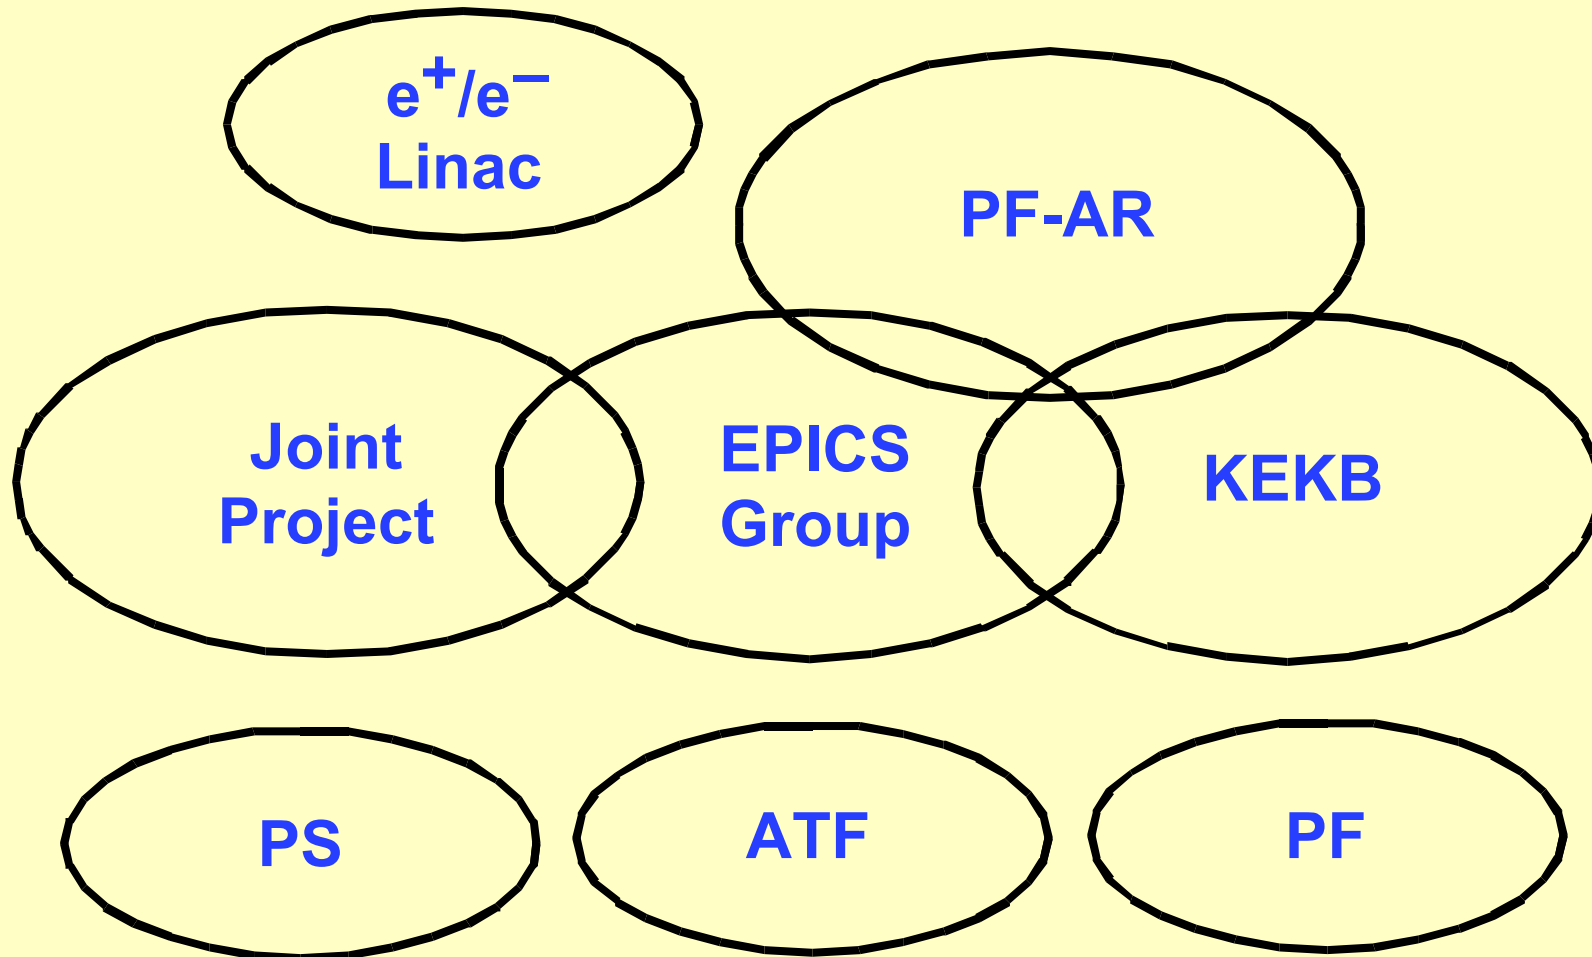 e⁺/e⁻
Linac
PF-AR
Joint
Project
EPICS
Group
KEKB
PS
ATF
PF